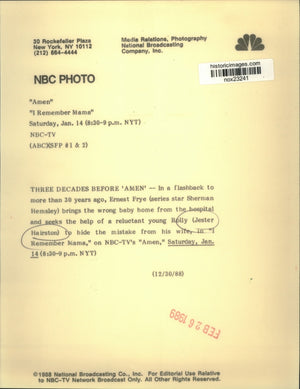 30 Rockefeller Plaza
New York, NY 10112
(212) 664-4444
Media Relations, Photography
National Broadcasting
Company, Inc.
historicimages.com
nox23241
NBC PHOTO
"Amen"
"I Remember Mama"
Saturday, Jan. 14 (8:30-9 p.m. NYT)
NBC-TV
(ABCXSFP #1 & 2)
THREE DECADES BEFORE 'AMEN' -- In a flashback to
more than 30 years ago, Ernest Frye (series star Sherman
Hemsley) brings the wrong baby home from the hospital
and seeks the help of a reluctant young Rolly (Jester
Hairston) to hide the mistake from his wife, in "I
Remember Mama," on NBC-TV's "Amen," Saturday, Jan.
14 (8:30-9 p.m. NYT)
(12/30/88)
FEB 26 1989
©1988 National Broadcasting Co., Inc. For Editorial Use Relative
to NBC-TV Network Broadcast Only. All Other Rights Reserved.